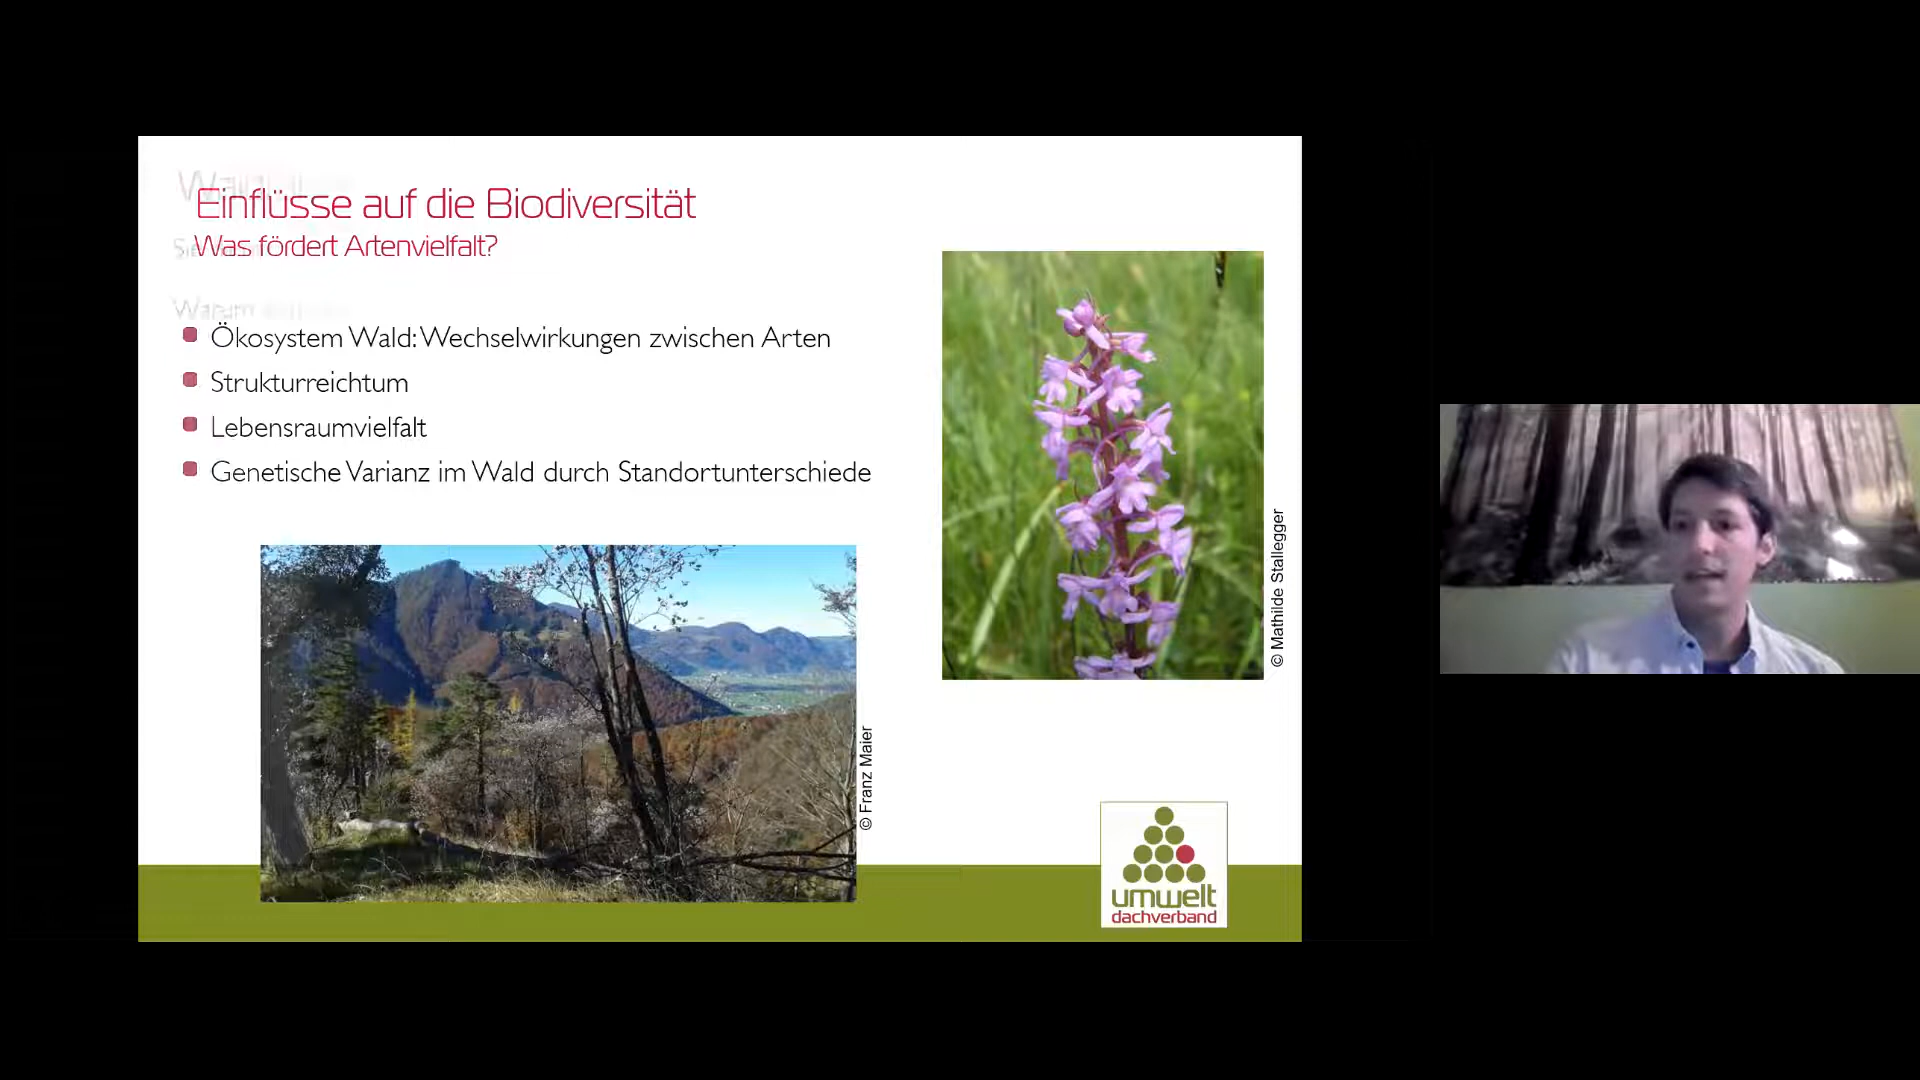 Einflüsse auf die Biodiversität
Was fördert Artenvielfalt?
Ökosystem Wald: Wechselwirkungen zwischen Arten
Strukturreichtum
Lebensraumvielfalt
Genetische Varianz im Wald durch Standortunterschiede
© Mathilde Stallegger
© Franz Maier
umwelt
dachverband